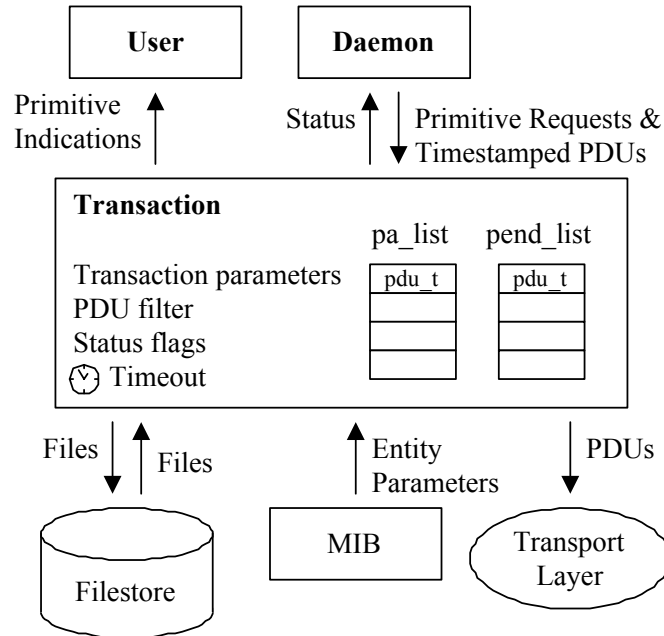 User
Daemon
Primitive
Indications
Status
Primitive Requests &
Timestamped PDUs
Transaction
pa_list
pend_list
Transaction parameters
pdu_t
pdu_t
PDU filter
Status flags
Timeout
Files
Files
Entity
Parameters
PDUs
Filestore
MIB
Transport
Layer